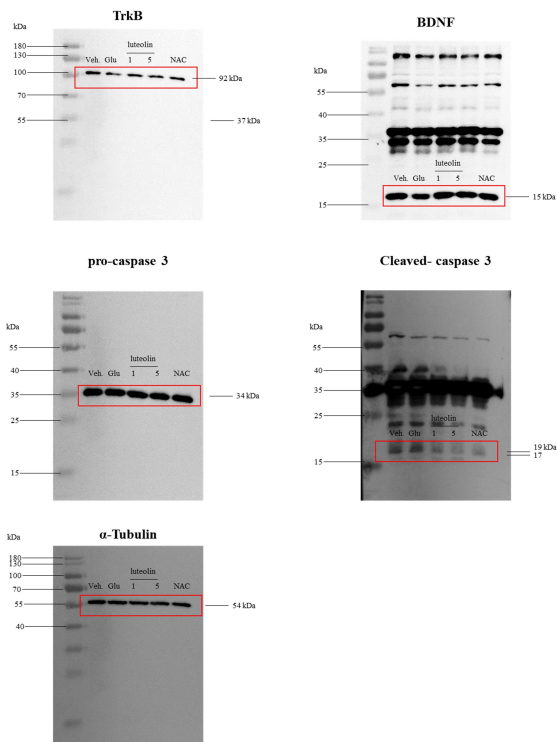 TrkB
kDa
180
130
100
70
55
luteolin
Veh. Glu 1 5 NAC
92 kDa
37 kDa
BDNF
kDa
55
40
35
25
15
luteolin
Veh. Glu 1 5 NAC
15 kDa
pro-caspase 3
kDa
55
40
35
25
15
luteolin
Veh. Glu 1 5 NAC
34 kDa
Cleaved- caspase 3
kDa
55
40
35
25
15
luteolin
Veh. Glu 1 5 NAC
19 kDa
17
α-Tubulin
kDa
180
130
100
70
55
40
luteolin
Veh. Glu 1 5 NAC
54 kDa